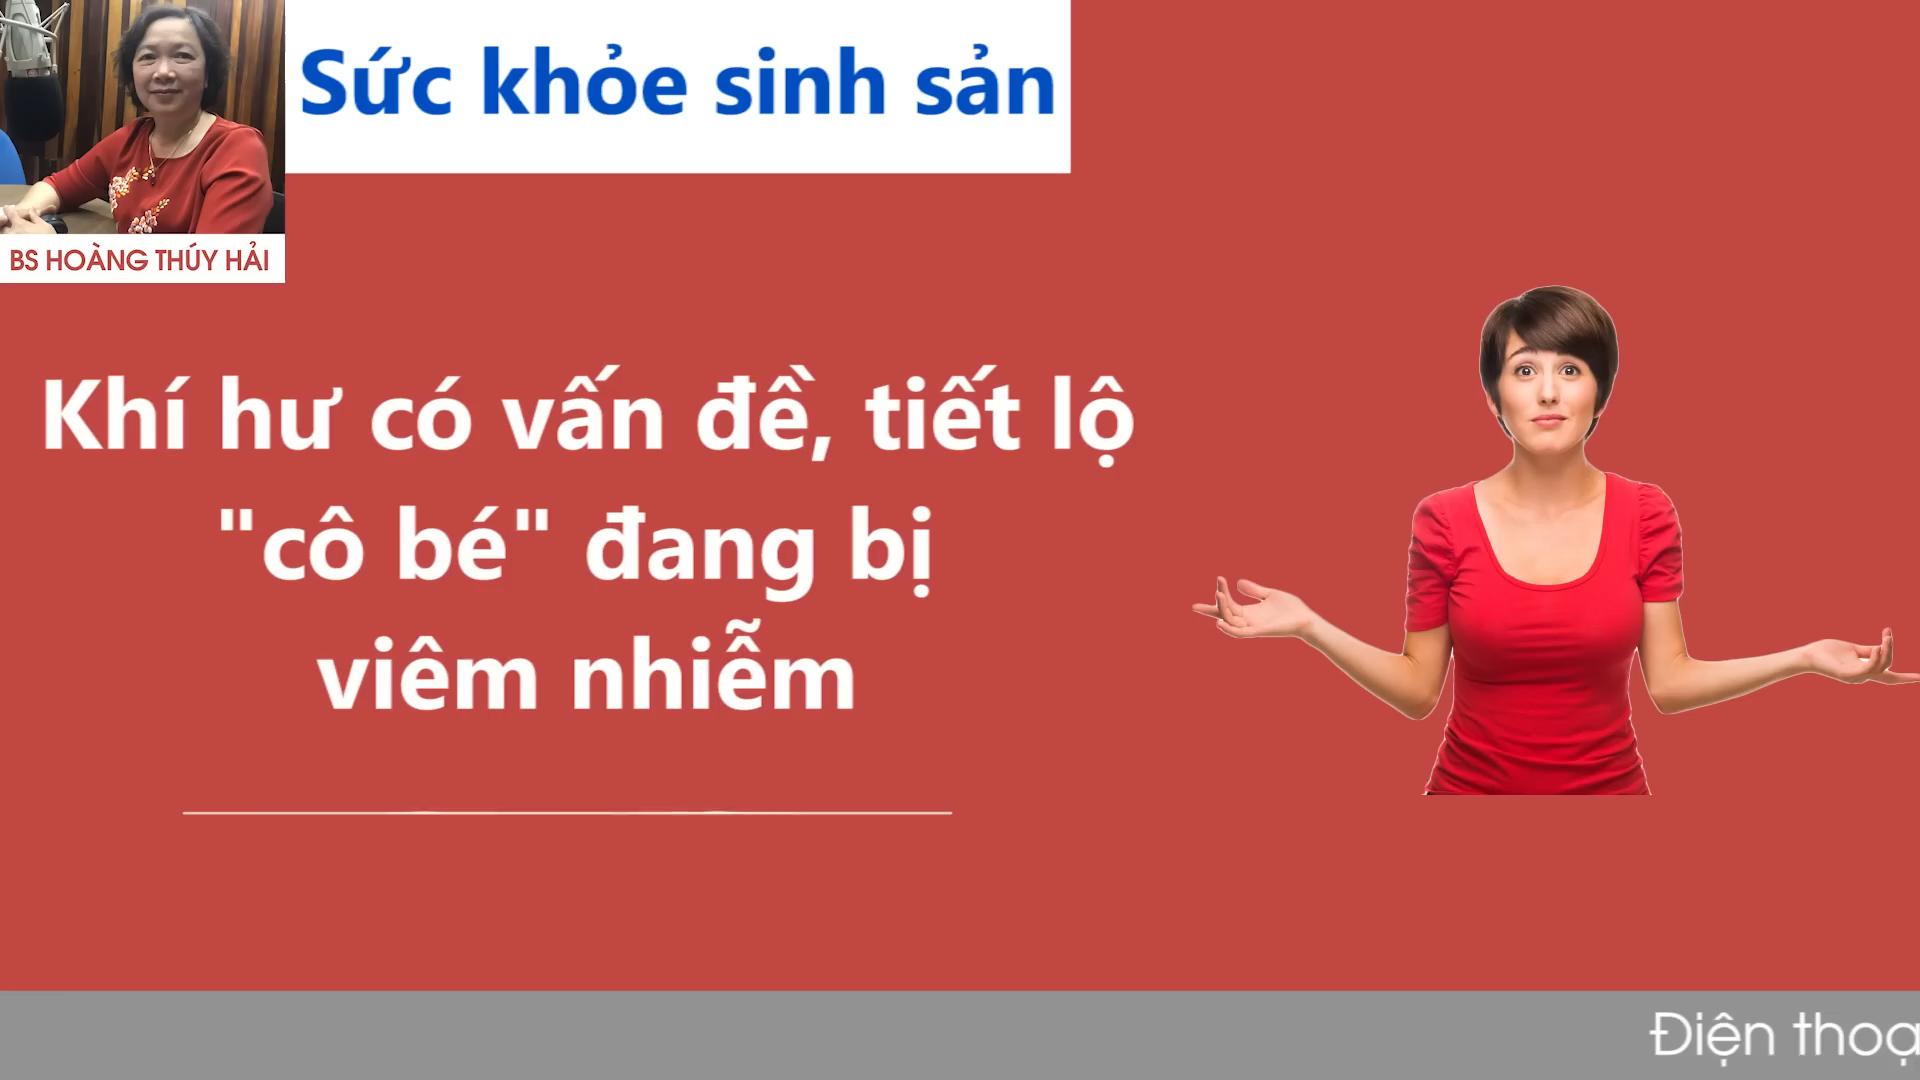 Sức khỏe sinh sản
BS HOÀNG THÚY HẢI
Khí hư có vấn đề, tiết lộ
"cô bé" đang bị
viêm nhiễm
Điện